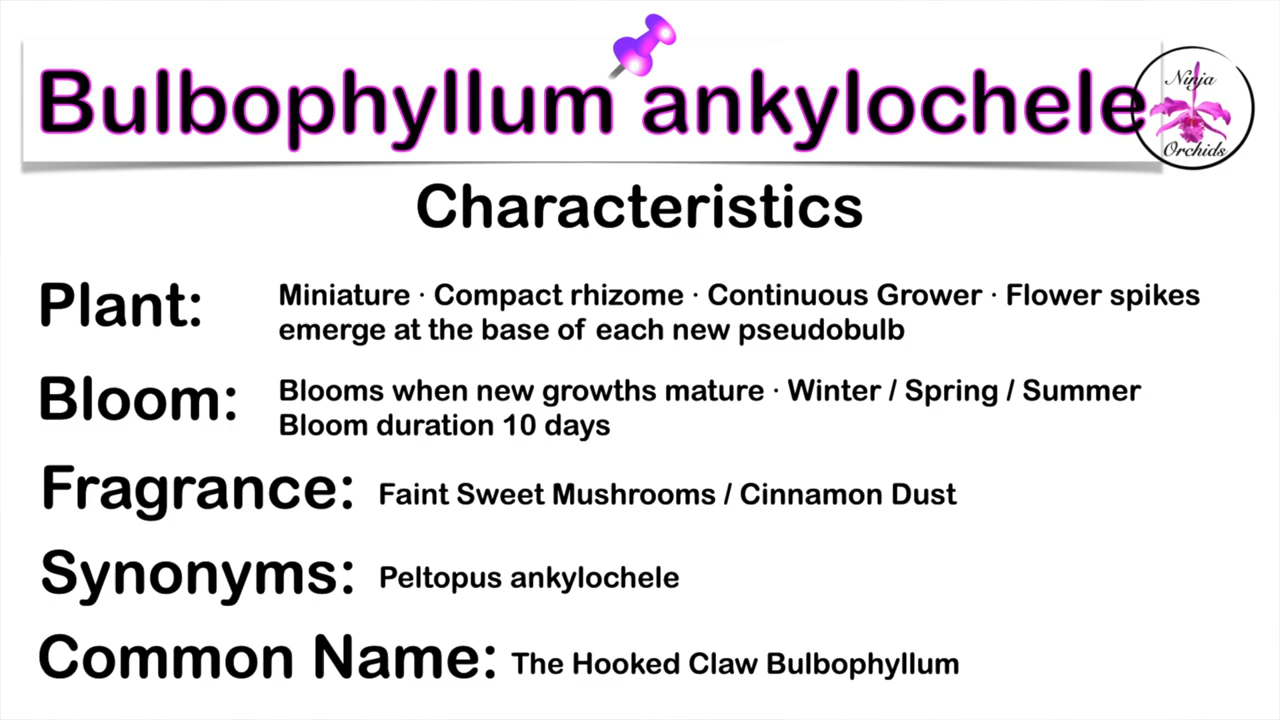 Bulbophyllum ankylochele
Ninja
Orchids
Characteristics
Plant: Miniature · Compact rhizome · Continuous Grower · Flower spikes
emerge at the base of each new pseudobulb
Bloom: Blooms when new growths mature · Winter / Spring / Summer
Bloom duration 10 days
Fragrance: Faint Sweet Mushrooms / Cinnamon Dust
Synonyms: Peltopus ankylochele
Common Name: The Hooked Claw Bulbophyllum